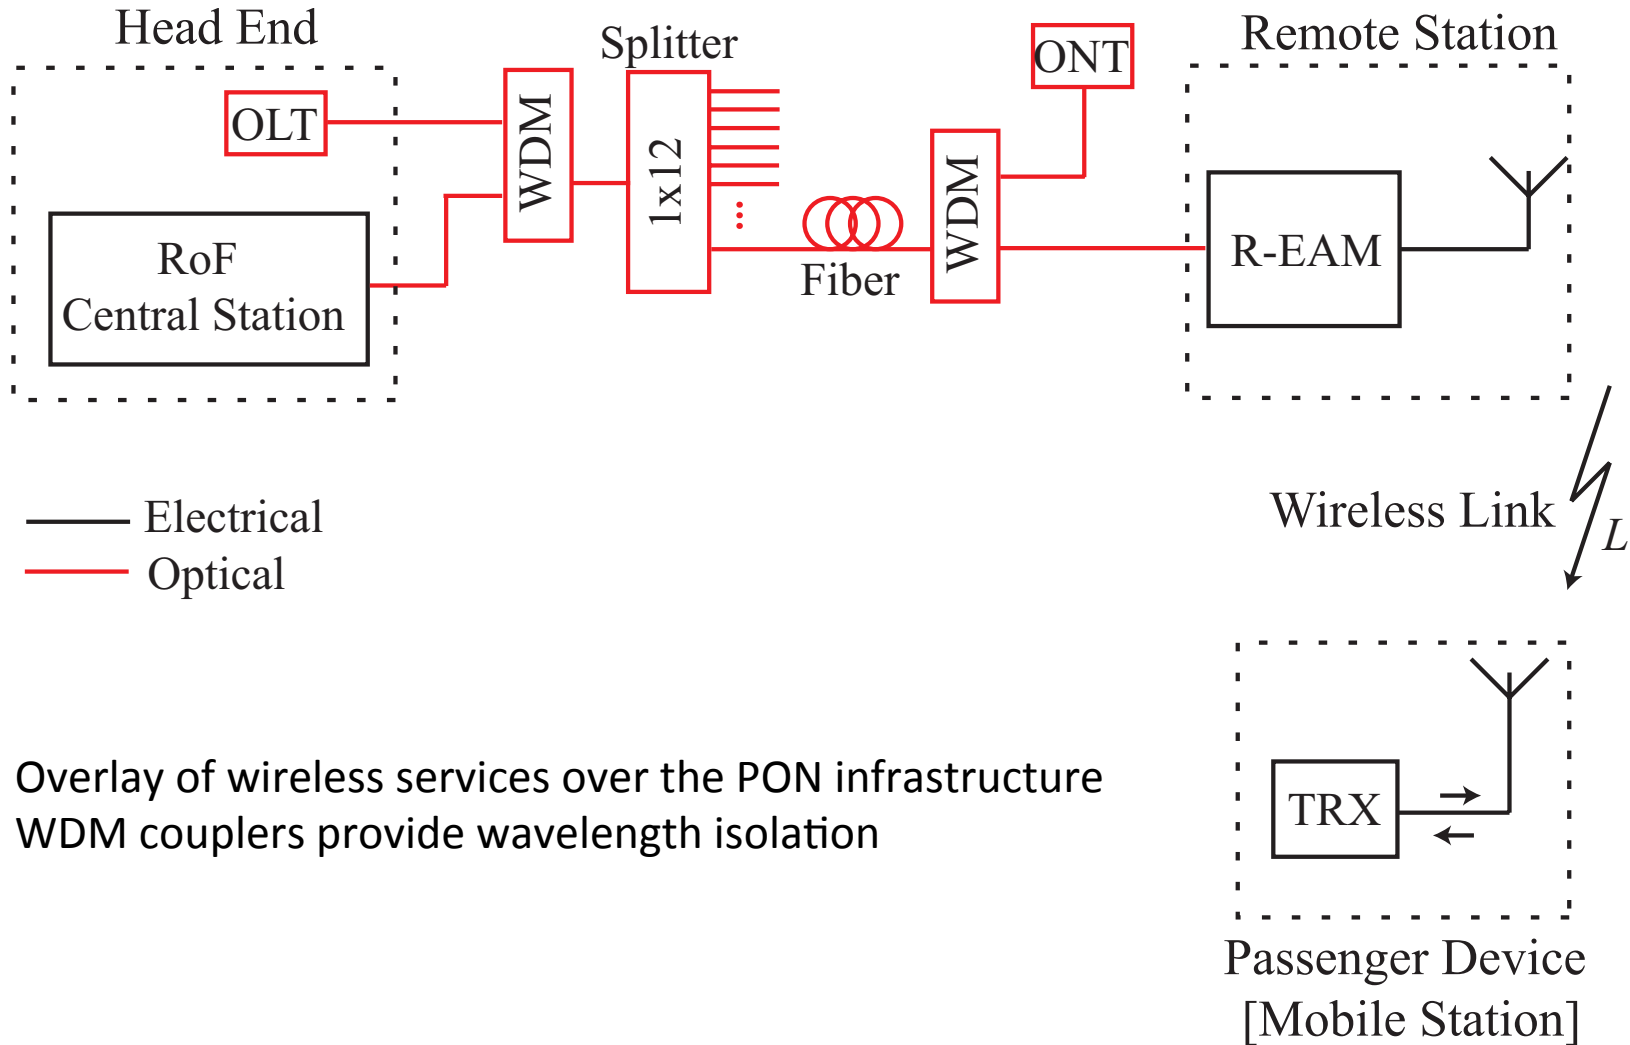 Head End
Splitter
ONT
Remote Station
OLT
WDM
1x12
WDM
RoF
Central Station
Fiber
R-EAM
Electrical
Optical
Wireless Link
L
Overlay of wireless services over the PON infrastructure
WDM couplers provide wavelength isolation
TRX
Passenger Device
[Mobile Station]